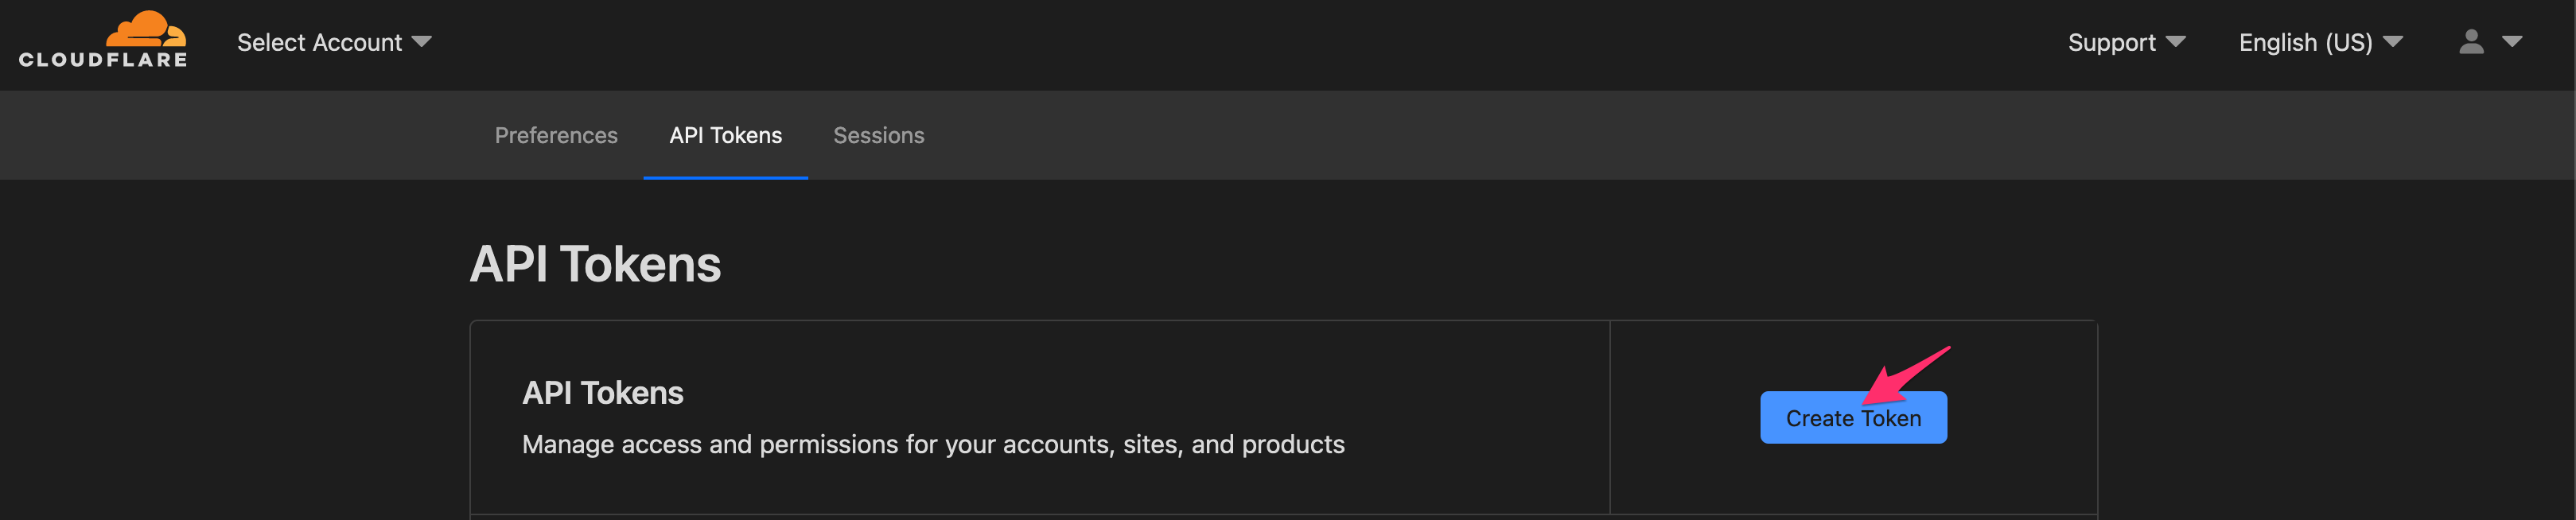 CLOUDFLARE Select Account Support English (US)
Preferences API Tokens Sessions
API Tokens
API Tokens
Create Token
Manage access and permissions for your accounts, sites, and products